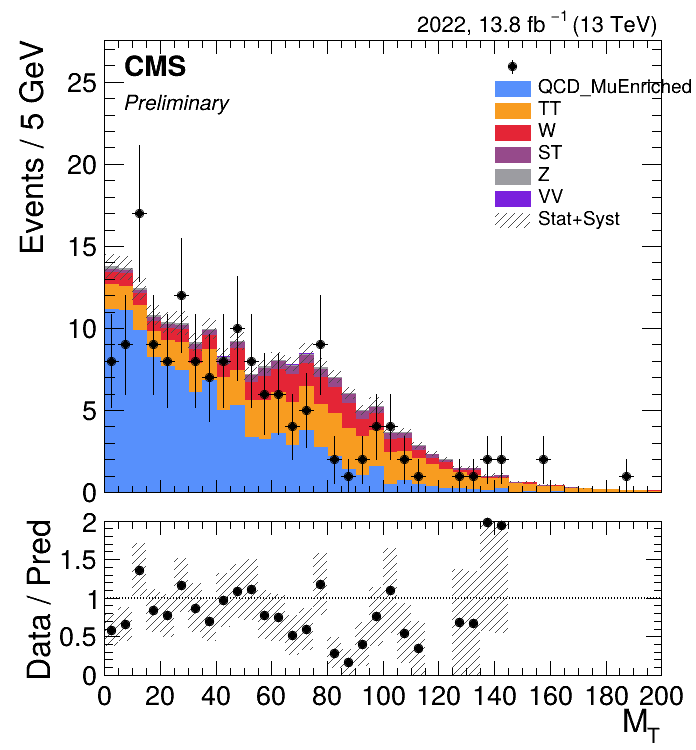 2022, 13.8 fb⁻¹ (13 TeV)
CMS
Preliminary
QCD_MuEnriched
TT
W
ST
Z
VV
Stat+Syst
Events / 5 GeV
25
20
15
10
5
0
Data / Pred
2
1.5
1
0.5
0
0 20 40 60 80 100 120 140 160 180 200
M_T